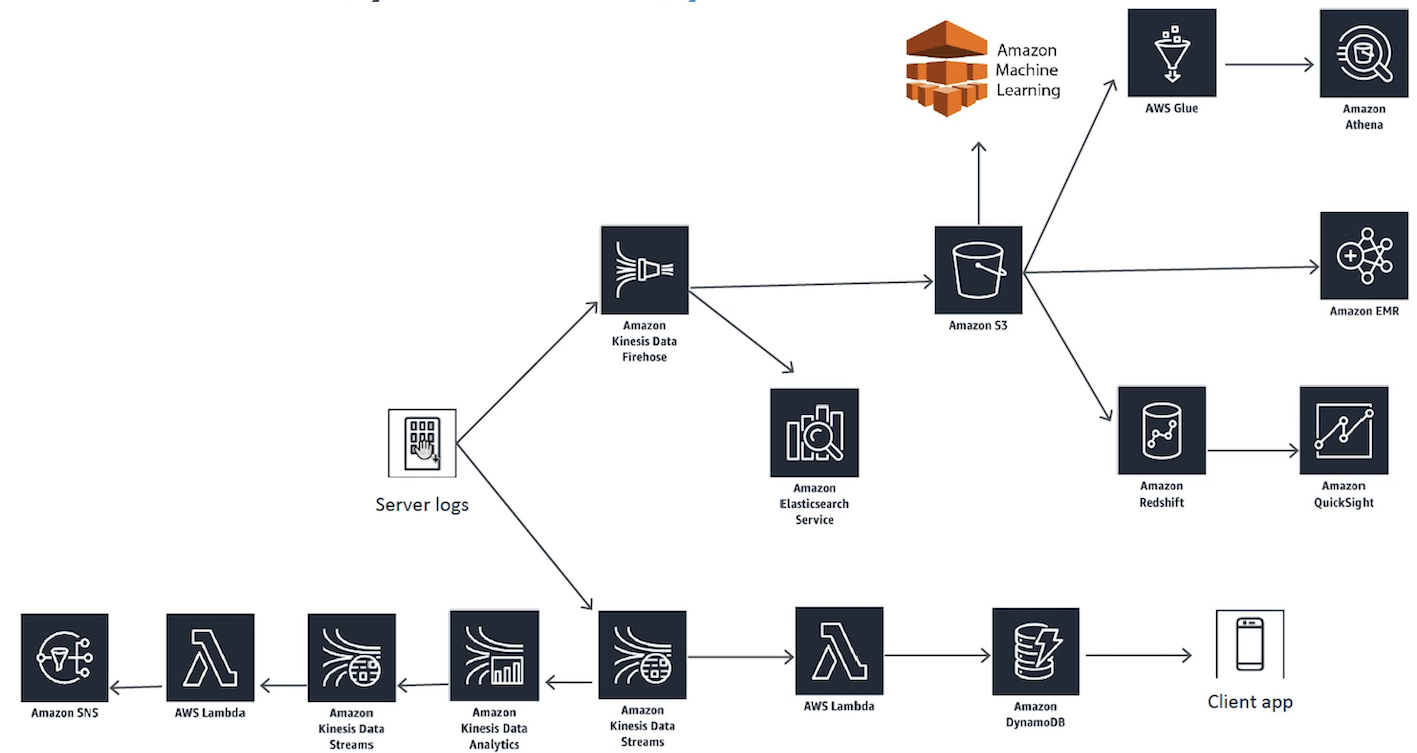 Amazon
Machine
Learning
AWS Glue
Amazon
Athena
Amazon
Kinesis Data
Firehose
Amazon S3
Amazon EMR
Server logs
Amazon
Elasticsearch
Service
Amazon
Redshift
Amazon
QuickSight
Amazon SNS
AWS Lambda
Amazon
Kinesis Data
Streams
Amazon
Kinesis Data
Analytics
Amazon
Kinesis Data
Streams
AWS Lambda
Amazon
DynamoDB
Client app